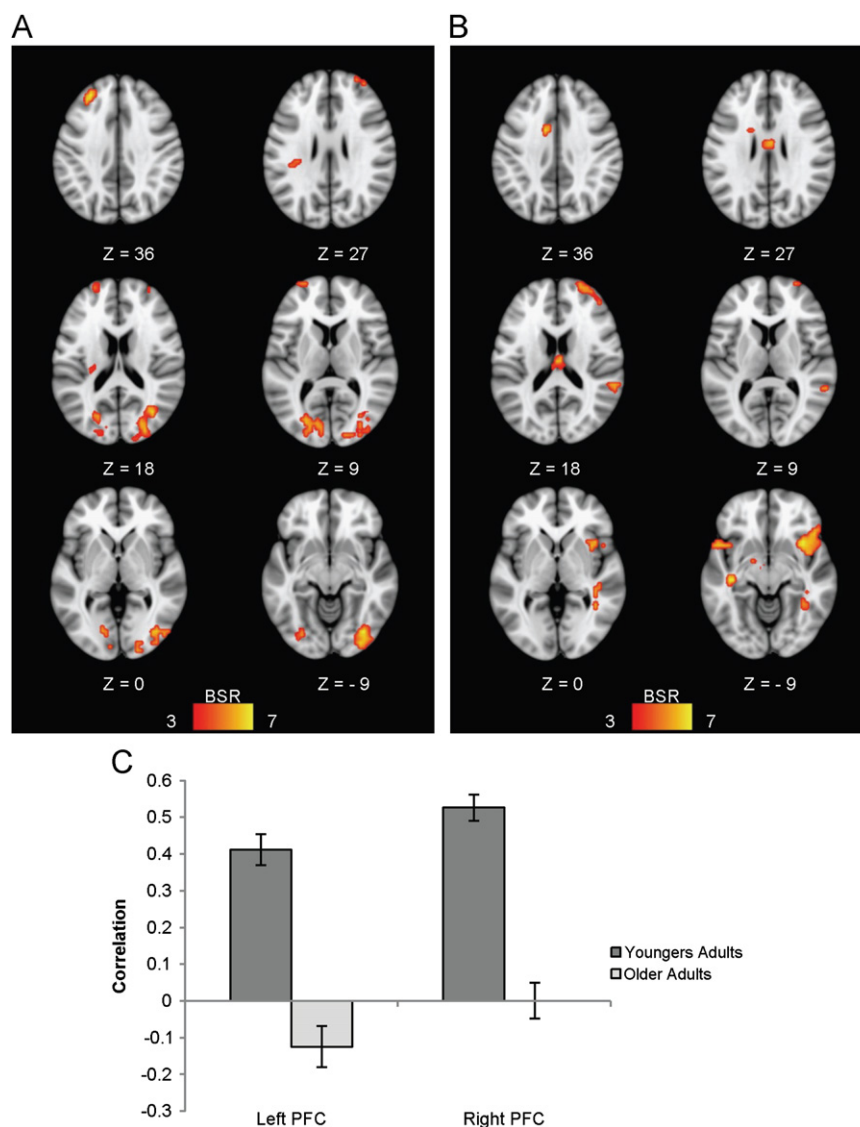 A
B
Z = 36
Z = 27
Z = 36
Z = 27
Z = 18
Z = 9
Z = 18
Z = 9
Z = 0
Z = - 9
Z = 0
Z = - 9
BSR
3
7
BSR
3
7
C
0.6
0.5
0.4
0.3
0.2
0.1
0
-0.1
-0.2
-0.3
Correlation
Youngers Adults
Older Adults
Left PFC
Right PFC